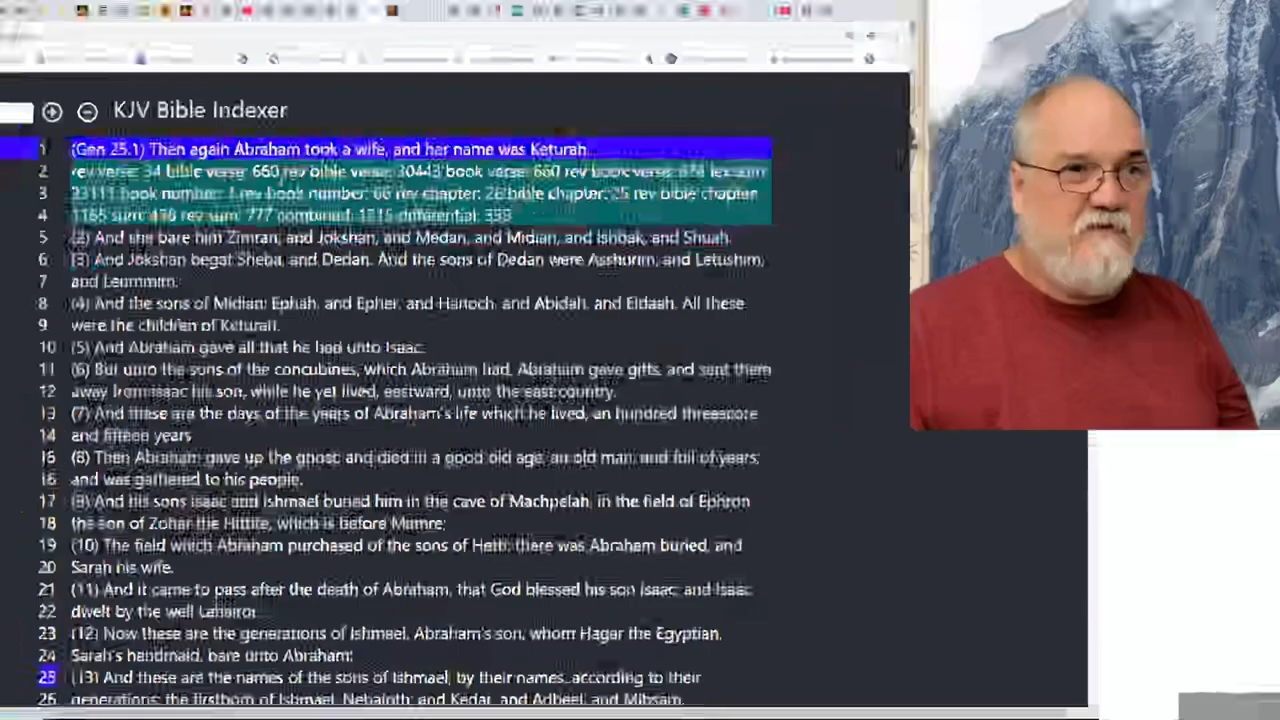 KJV Bible Indexer
1 (Gen 25.1) Then again Abraham took a wife, and her name was Keturah.
2 rev verse: 34 bible verse: 660 rev bible verse: 30443 book verse: 660 rev book verse: 874
3 book number: 1 rev book number: 66 rev chapter: bible chapter: 25 rev bible chapter:
4 1165 sum: rev sum: 777 combined: differential:
5 (2) And she bare him Zimran, and Jokshan, and Medan, and Midian, and Ishbak, and Shuah.
6 (3) And Jokshan begat Sheba, and Dedan. And the sons of Dedan were Asshurim, and Letushim,
7 and Leummim.
8 (4) And the sons of Midian; Ephah, and Epher, and Hanoch, and Abidah, and Eldaah. All these
9 were the children of Keturah.
10 (5) And Abraham gave all that he had unto Isaac.
11 (6) But unto the sons of the concubines, which Abraham had, Abraham gave gifts, and sent them
12 away from Isaac his son, while he yet lived, eastward, unto the east country.
13 (7) And these are the days of the years of Abraham's life which he lived, an hundred threescore
14 and fifteen years
15 (8) Then Abraham gave up the ghost, and died in a good old age, an old man, and full of years;
16 and was gathered to his people.
17 (9) And his sons Isaac and Ishmael buried him in the cave of Machpelah, in the field of Ephron
18 the son of Zohar the Hittite, which is before Mamre;
19 (10) The field which Abraham purchased of the sons of Heth: there was Abraham buried, and
20 Sarah his wife.
21 (11) And it came to pass after the death of Abraham, that God blessed his son Isaac; and Isaac
22 dwelt by the well Lahairoi.
23 (12) Now these are the generations of Ishmael, Abraham's son, whom Hagar the Egyptian,
24 Sarah's handmaid, bare unto Abraham:
25 (13) And these are the names of the sons of Ishmael, by their names, according to their
26 generations: the firstborn of Ishmael, Nebajoth; and Kedar, and Adbeel, and Mibsam,